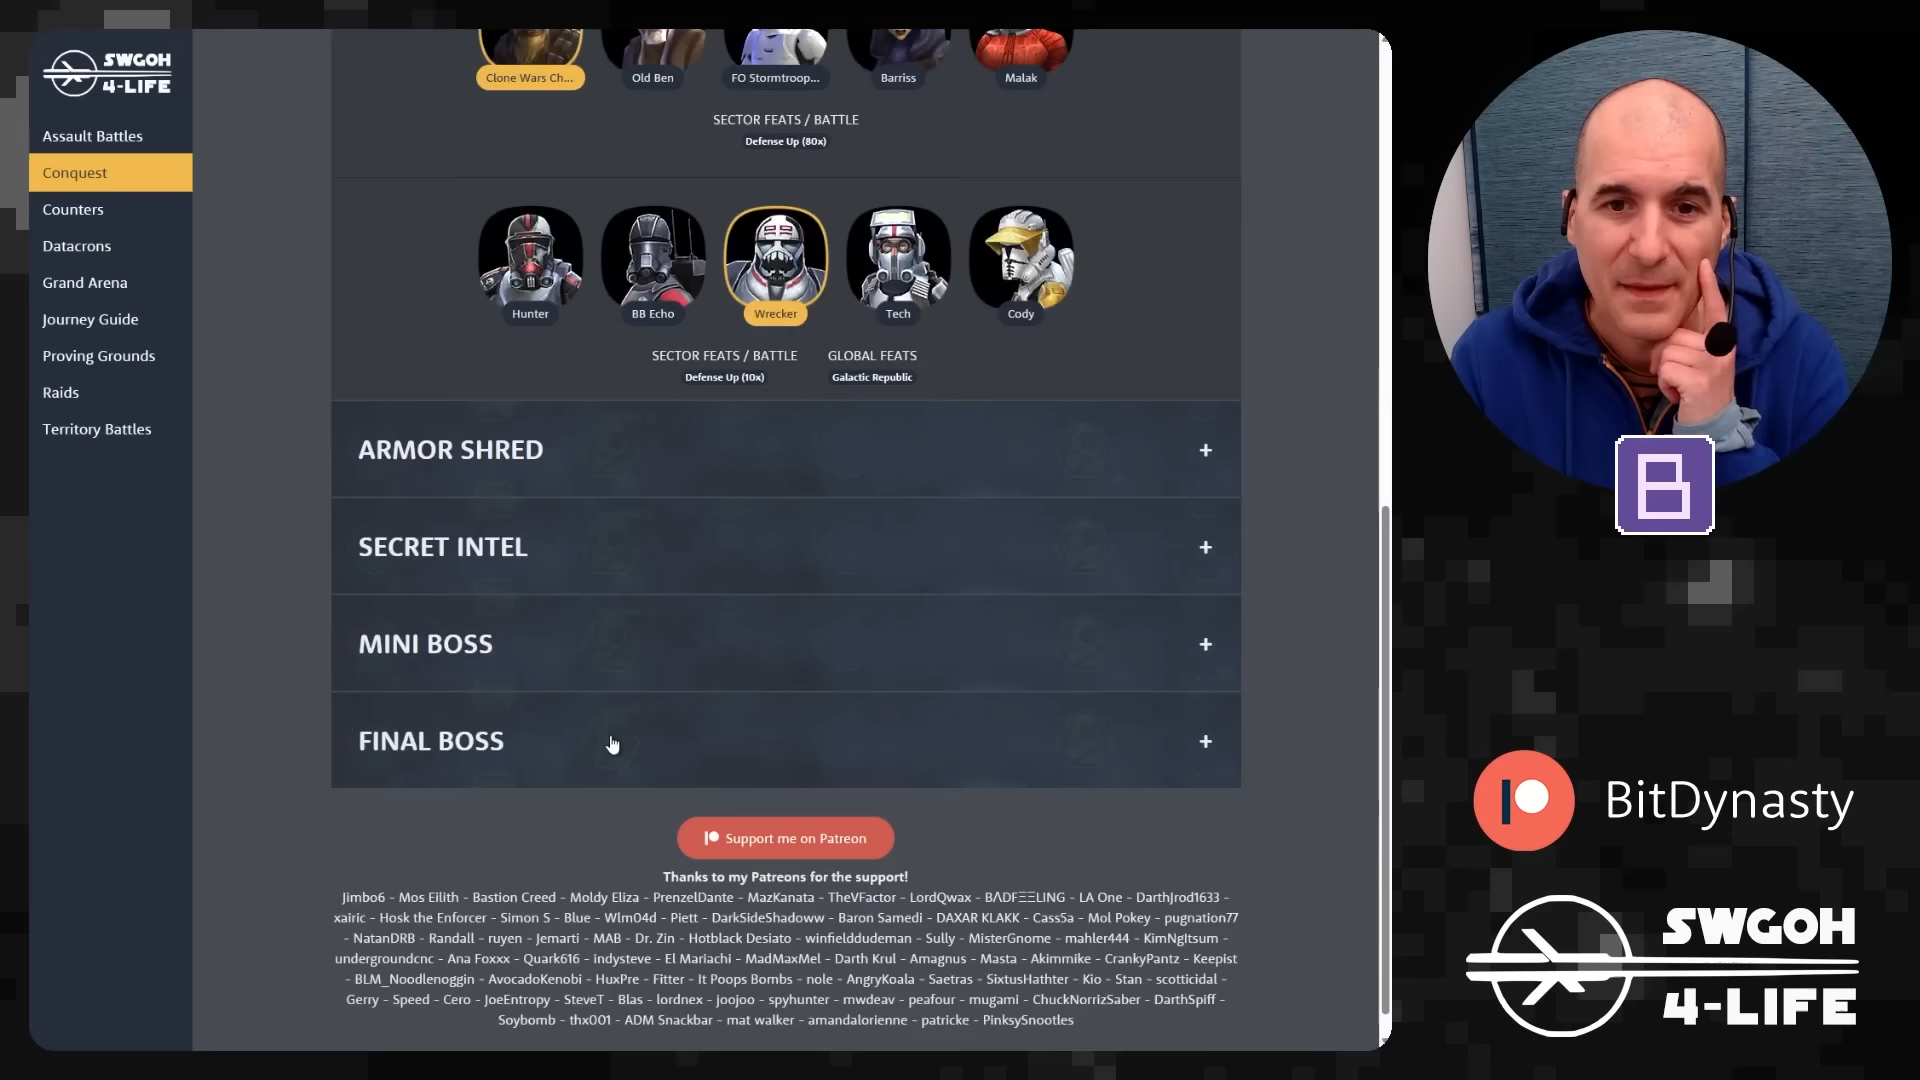 SWGOH
4-LIFE
Assault Battles
Conquest
Counters
Datacrons
Grand Arena
Journey Guide
Proving Grounds
Raids
Territory Battles
Clone Wars Ch... Old Ben FO Stormtroop... Barriss Malak
SECTOR FEATS / BATTLE
Defense Up (80x)
Hunter BB Echo Wrecker Tech Cody
SECTOR FEATS / BATTLE GLOBAL FEATS
Defense Up (10x) Galactic Republic
ARMOR SHRED +
SECRET INTEL +
MINI BOSS +
FINAL BOSS +
Support me on Patreon
Thanks to my Patreons for the support!
Jimbo6 - Mos Eilith - Bastion Creed - Moldy Eliza - PrenzelDante - MazKanata - TheVFactor - LordQwax - BΛDFΞΞLING - LA One - DarthJrod1633 -
xairic - Hosk the Enforcer - Simon S - Blue - Wlm04d - Piett - DarkSideShadoww - Baron Samedi - DAXAR KLAKK - Cass5a - Mol Pokey - pugnation77
- NatanDRB - Randall - ruyen - Jemarti - MAB - Dr. Zin - Hotblack Desiato - winfielddudeman - Sully - MisterGnome - mahler444 - KimNgItsum -
undergroundcnc - Ana Foxxx - Quark616 - indysteve - El Mariachi - MadMaxMel - Darth Krul - Amagnus - Masta - Akimmike - CrankyPantz - Keepist
- BLM_Noodlenoggin - AvocadoKenobi - HuxPre - Fitter - It Poops Bombs - nole - AngryKoala - Saetras - SixtusHathter - Kio - Stan - scotticidal -
Gerry - Speed - Cero - JoeEntropy - SteveT - Blas - lordnex - joojoo - spyhunter - mwdeav - peafour - mugami - ChuckNorrizSaber - DarthSpiff -
Soybomb - thx001 - ADM Snackbar - mat walker - amandalorienne - patricke - PinksySnootles
B
BitDynasty
SWGOH
4-LIFE